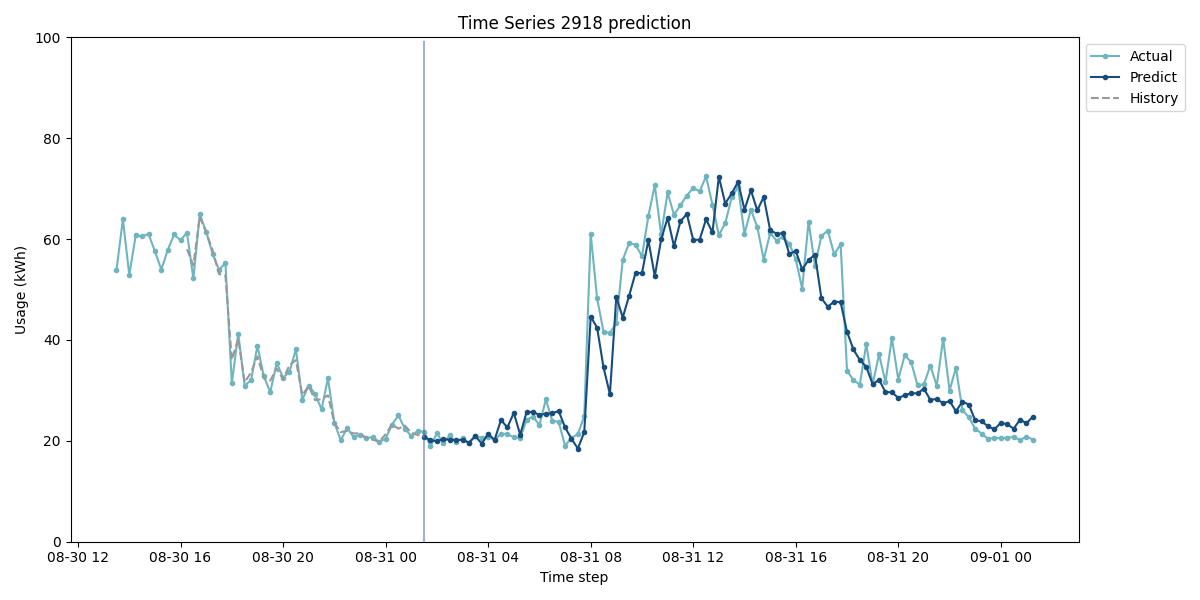 Time Series 2918 prediction
100
80
60
40
20
0
Usage (kWh)
08-30 12
08-30 16
08-30 20
08-31 00
08-31 04
08-31 08
08-31 12
08-31 16
08-31 20
09-01 00
Time step
Actual
Predict
History